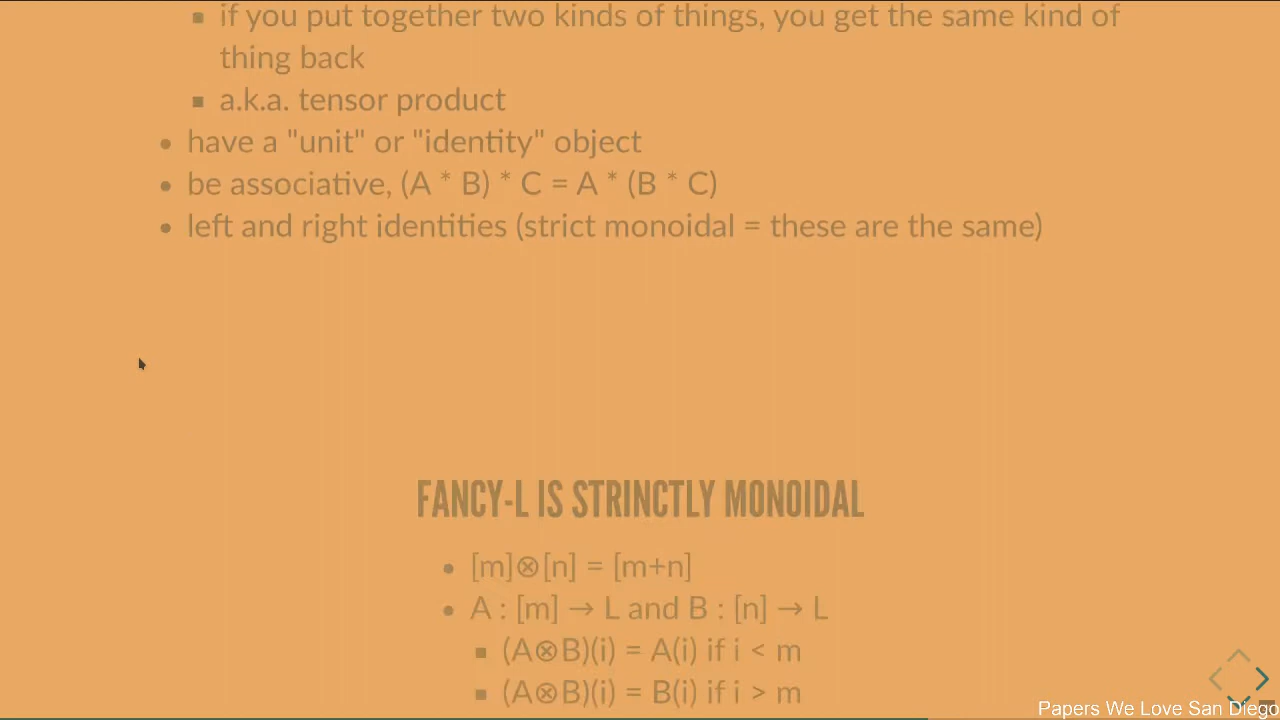 ▪ if you put together two kinds of things, you get the same kind of
thing back
▪ a.k.a. tensor product
• have a "unit" or "identity" object
• be associative, (A * B) * C = A * (B * C)
• left and right identities (strict monoidal = these are the same)
FANCY-L IS STRINCTLY MONOIDAL
• [m]⊗[n] = [m+n]
• A : [m] → L and B : [n] → L
▪ (A⊗B)(i) = A(i) if i < m
▪ (A⊗B)(i) = B(i) if i > m
Papers We Love San Diego